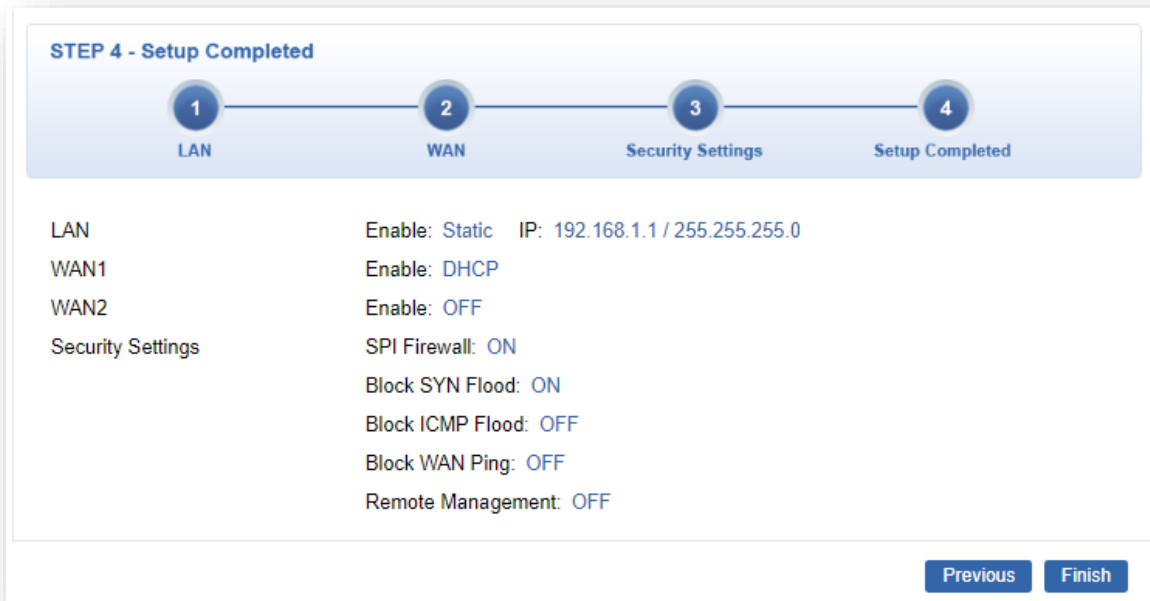 STEP 4 - Setup Completed
1 2 3 4
LAN WAN Security Settings Setup Completed
LAN Enable: Static IP: 192.168.1.1 / 255.255.255.0
WAN1 Enable: DHCP
WAN2 Enable: OFF
Security Settings SPI Firewall: ON
Block SYN Flood: ON
Block ICMP Flood: OFF
Block WAN Ping: OFF
Remote Management: OFF
Previous Finish